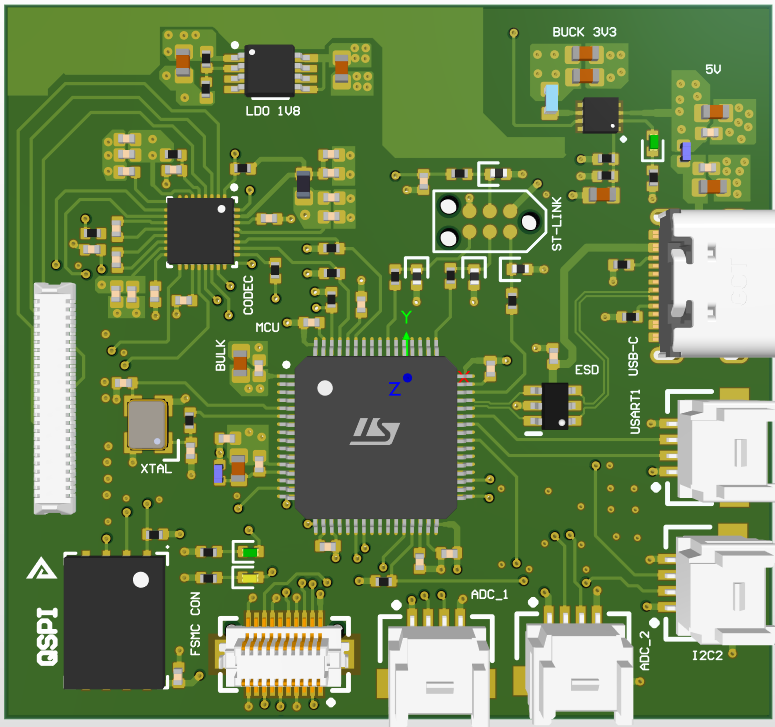 BUCK 3V3
5V
LDO 1V8
ST-LINK
CODEC
MCU
Y
BULK
Z
ESD
USB-C
USART1
XTAL
QSPI
FSMC CON
ADC_1
ADC_2
I2C2